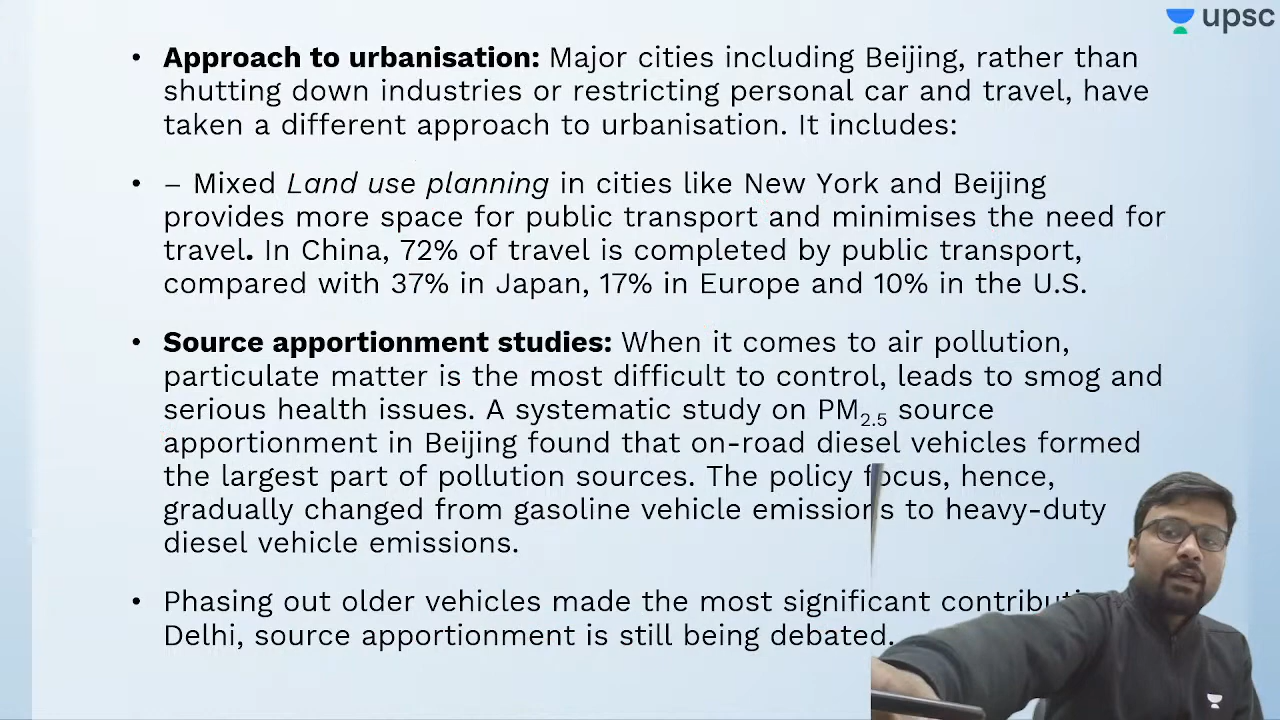 upsc
• Approach to urbanisation: Major cities including Beijing, rather than
shutting down industries or restricting personal car and travel, have
taken a different approach to urbanisation. It includes:
• – Mixed Land use planning in cities like New York and Beijing
provides more space for public transport and minimises the need for
travel. In China, 72% of travel is completed by public transport,
compared with 37% in Japan, 17% in Europe and 10% in the U.S.
• Source apportionment studies: When it comes to air pollution,
particulate matter is the most difficult to control, leads to smog and
serious health issues. A systematic study on PM2.5 source
apportionment in Beijing found that on-road diesel vehicles formed
the largest part of pollution sources. The policy focus, hence,
gradually changed from gasoline vehicle emissions to heavy-duty
diesel vehicle emissions.
• Phasing out older vehicles made the most significant
Delhi, source apportionment is still being debated.